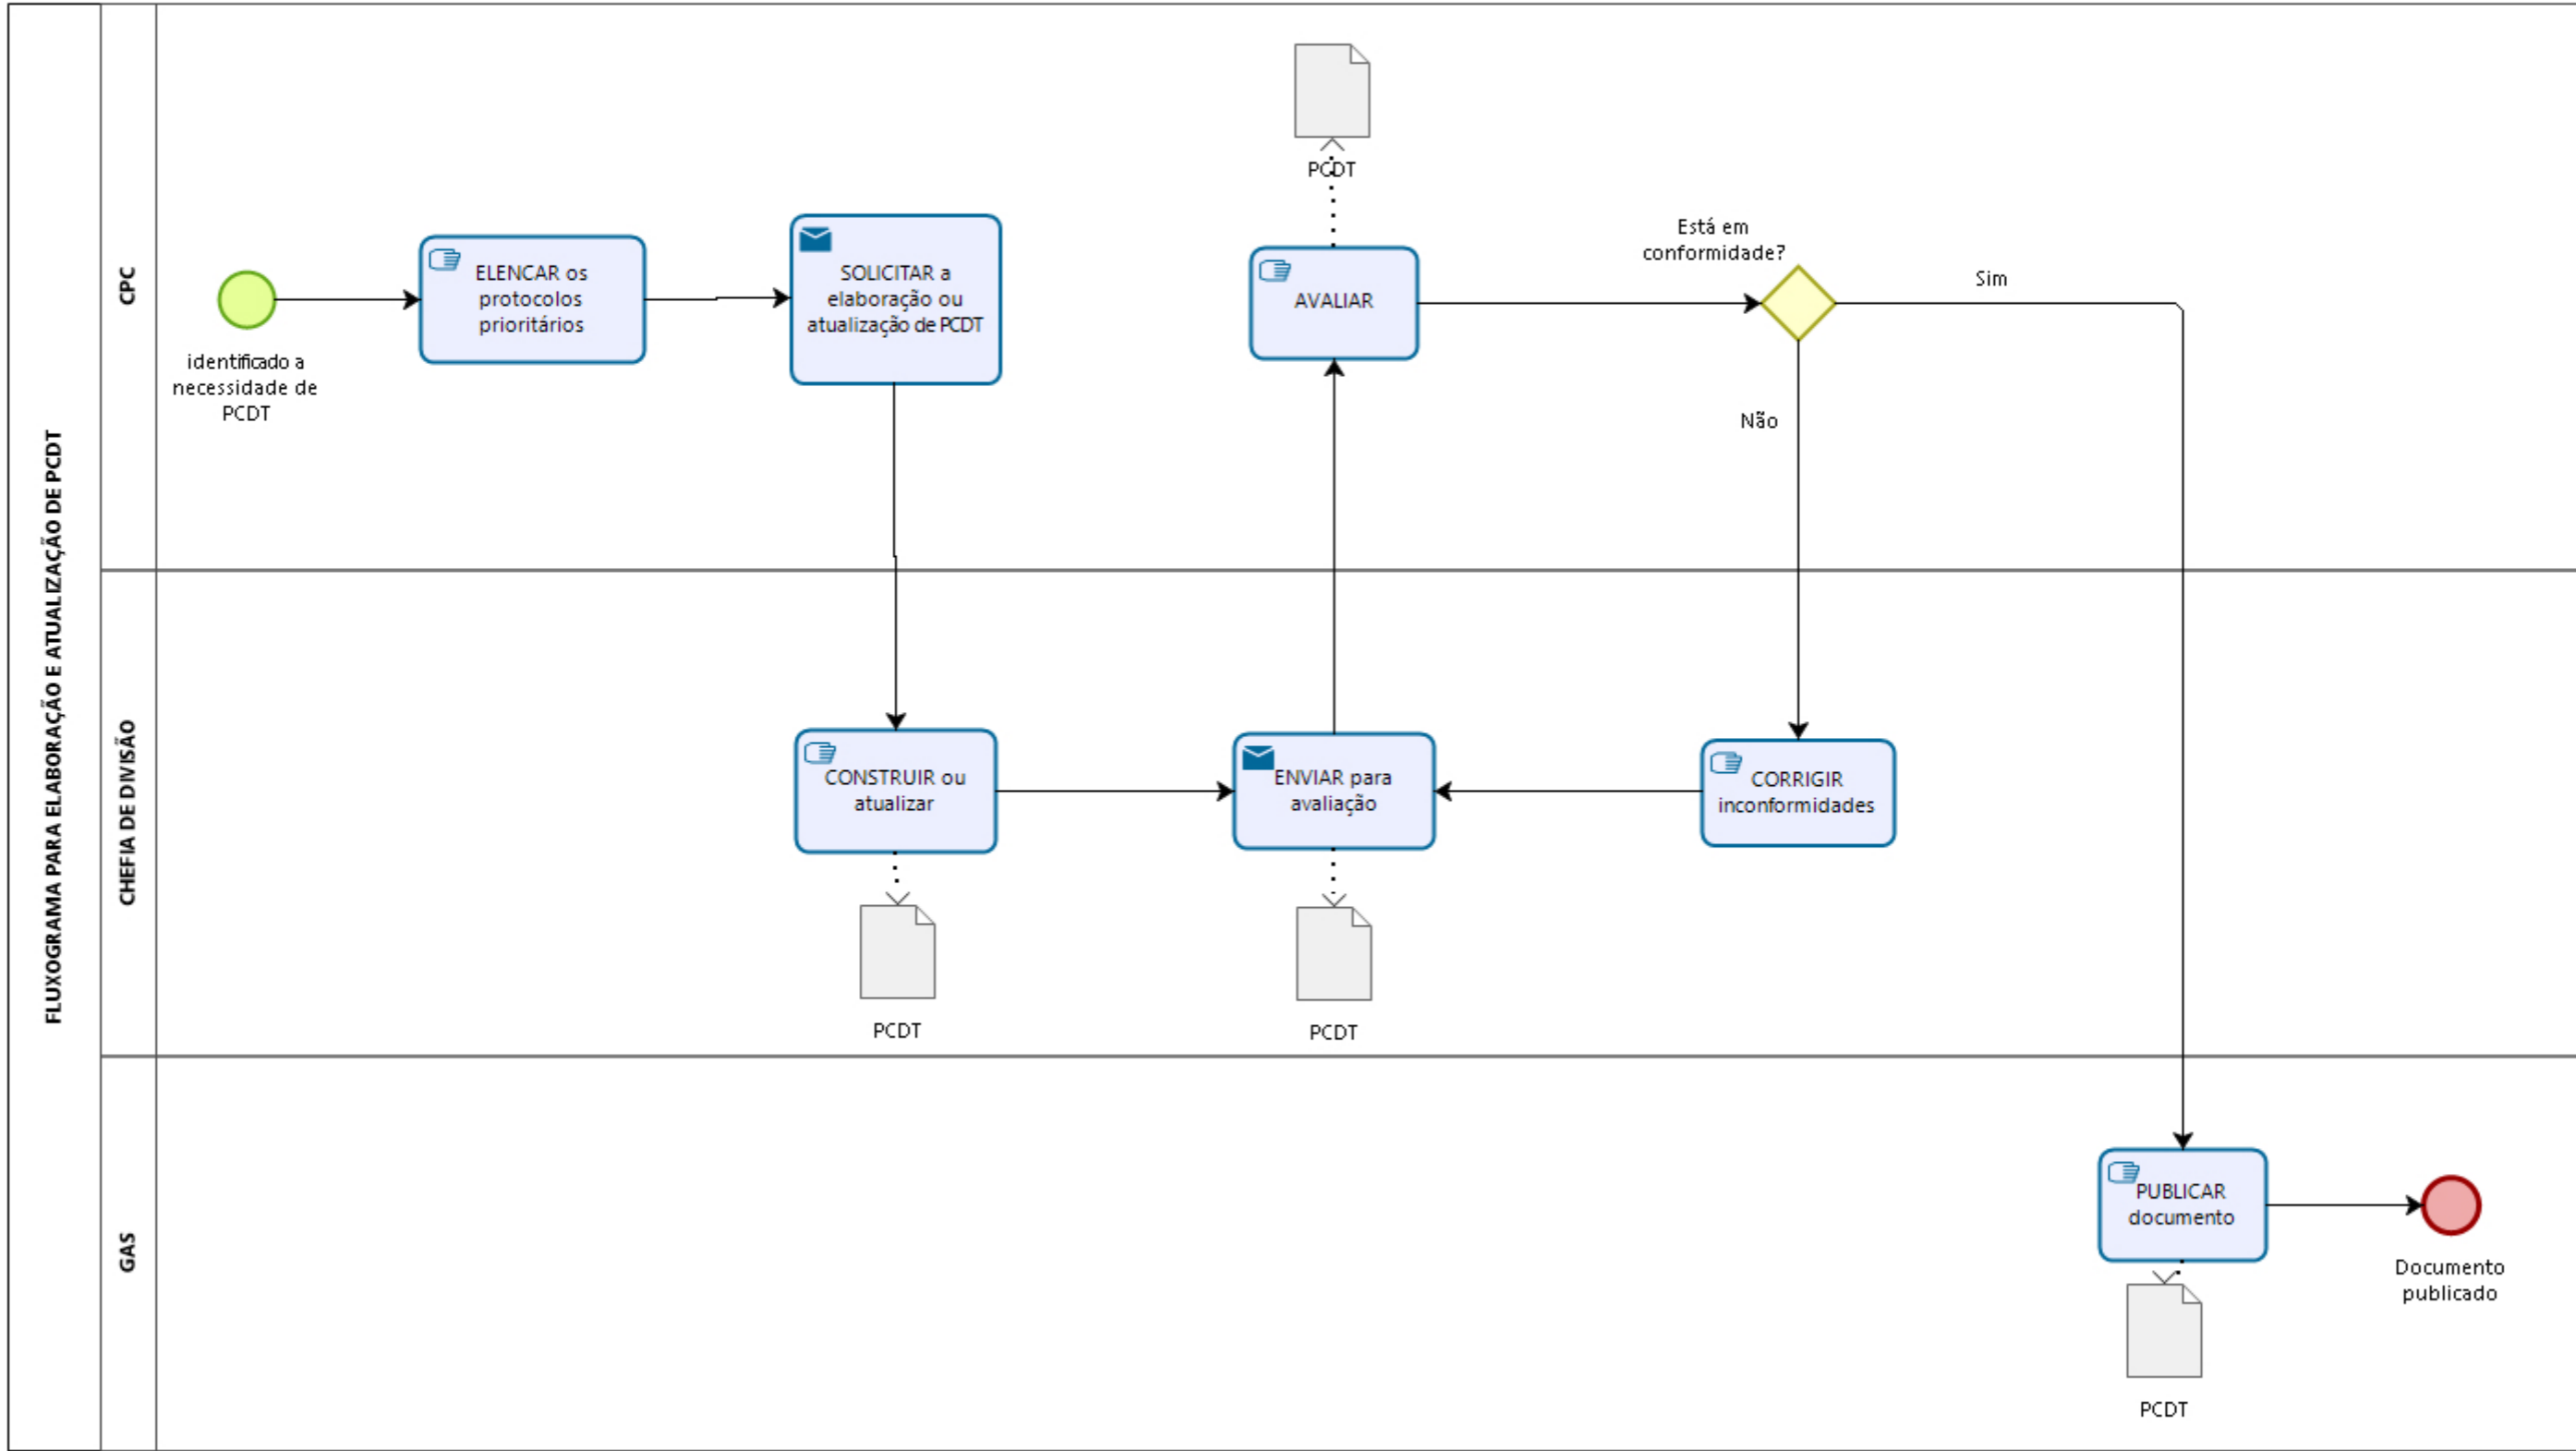 FLUXOGRAMA PARA ELABORAÇÃO E ATUALIZAÇÃO DE PCDT
CPC
identificado a
necessidade de
PCDT
ELENCAR os
protocolos
prioritários
SOLICITAR a
elaboração ou
atualização de PCDT
PCDT
AVALIAR
Está em
conformidade?
Sim
Não
CHEFIA DE DIVISÃO
CONSTRUIR ou
atualizar
PCDT
ENVIAR para
avaliação
PCDT
CORRIGIR
inconformidades
GAS
PUBLICAR
documento
PCDT
Documento
publicado